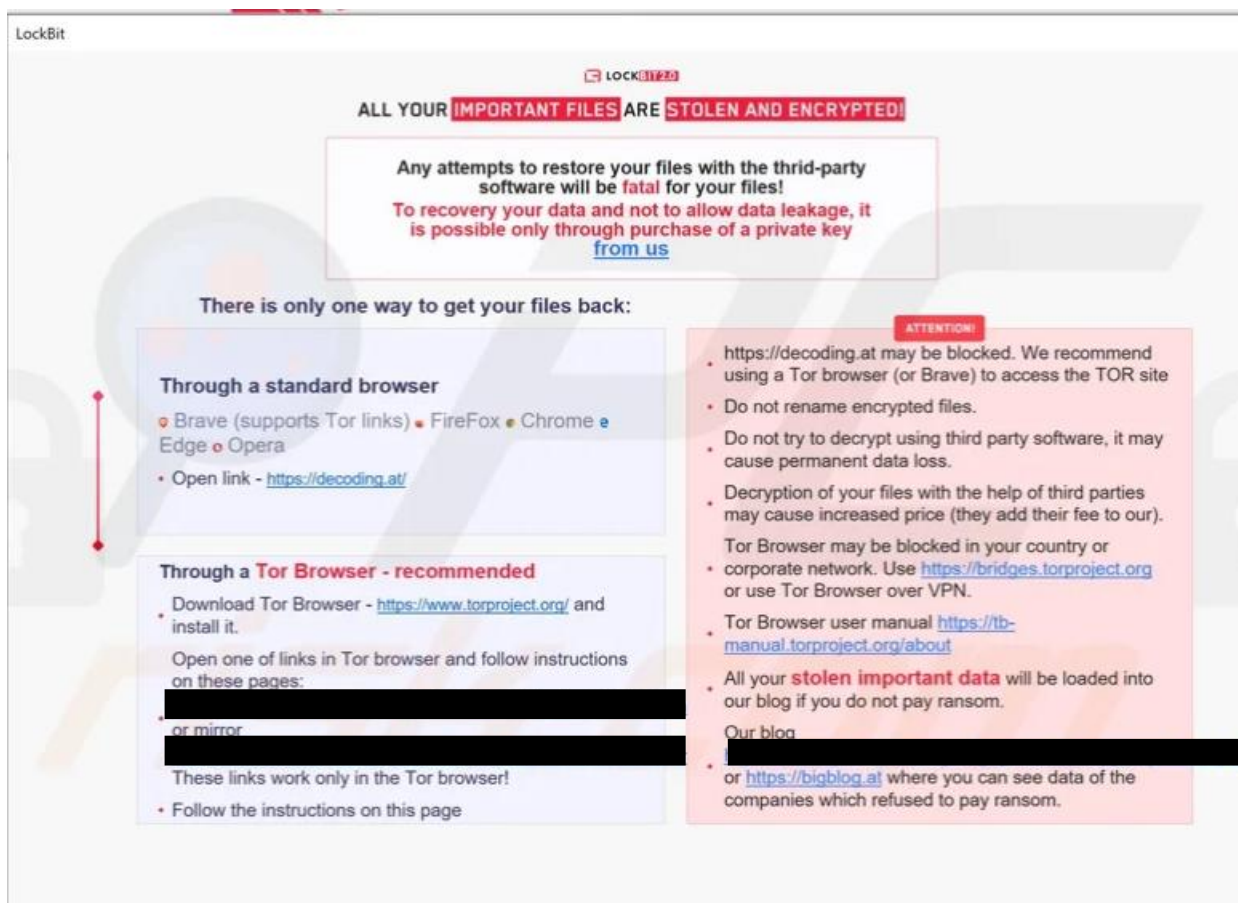 LockBit
LOCKBIT 2.0
ALL YOUR IMPORTANT FILES ARE STOLEN AND ENCRYPTED!
Any attempts to restore your files with the thrid-party
software will be fatal for your files!
To recovery your data and not to allow data leakage, it
is possible only through purchase of a private key
from us
There is only one way to get your files back:
Through a standard browser
Brave (supports Tor links) FireFox Chrome
Edge Opera
• Open link - https://decoding.at/
Through a Tor Browser - recommended
• Download Tor Browser - https://www.torproject.org/ and
install it.
Open one of links in Tor browser and follow instructions
on these pages:
or mirror
These links work only in the Tor browser!
• Follow the instructions on this page
ATTENTION!
• https://decoding.at may be blocked. We recommend
using a Tor browser (or Brave) to access the TOR site
• Do not rename encrypted files.
• Do not try to decrypt using third party software, it may
cause permanent data loss.
• Decryption of your files with the help of third parties
may cause increased price (they add their fee to our).
Tor Browser may be blocked in your country or
• corporate network. Use https://bridges.torproject.org
or use Tor Browser over VPN.
• Tor Browser user manual https://tb-
manual.torproject.org/about
• All your stolen important data will be loaded into
our blog if you do not pay ransom.
Our blog
• or https://bigblog.at where you can see data of the
companies which refused to pay ransom.